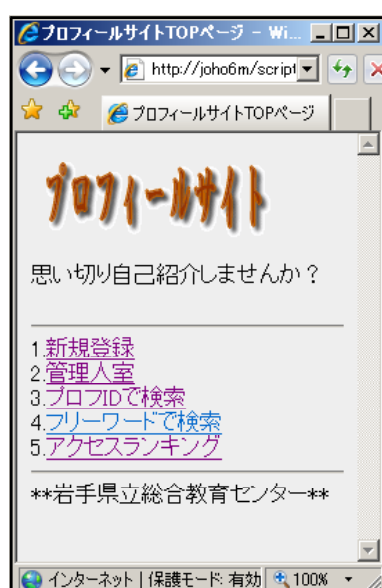 プロフィールサイトTOPページ - Wi...
http://joho6m/script
プロフィールサイトTOPページ
プロフィールサイト
思い切り自己紹介しませんか？
1.新規登録
2.管理人室
3.プロフIDで検索
4.フリーワードで検索
5.アクセスランキング
**岩手県立総合教育センター**
インターネット | 保護モード: 有効
100%